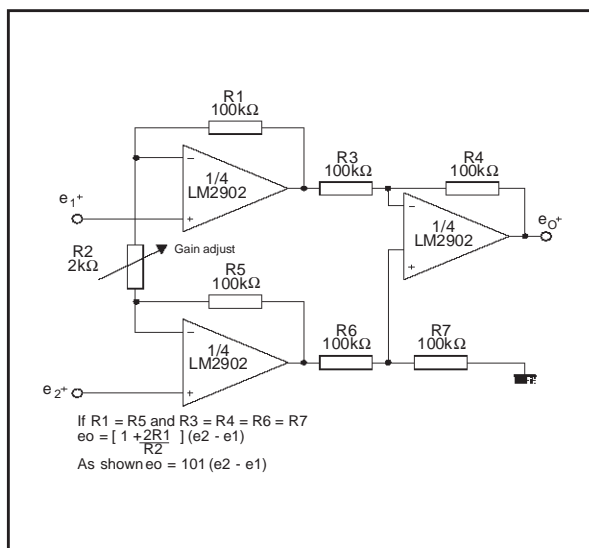 R1
100kΩ
R3
100kΩ
R4
100kΩ
1/4
LM2902
e1+
1/4
LM2902
eO+
R2
2kΩ
Gain adjust
R5
100kΩ
R6
100kΩ
R7
100kΩ
1/4
LM2902
e2+
If R1 = R5 and R3 = R4 = R6 = R7
eo = [ 1 + 2R1/R2 ] (e2 - e1)
As shown eo = 101 (e2 - e1)